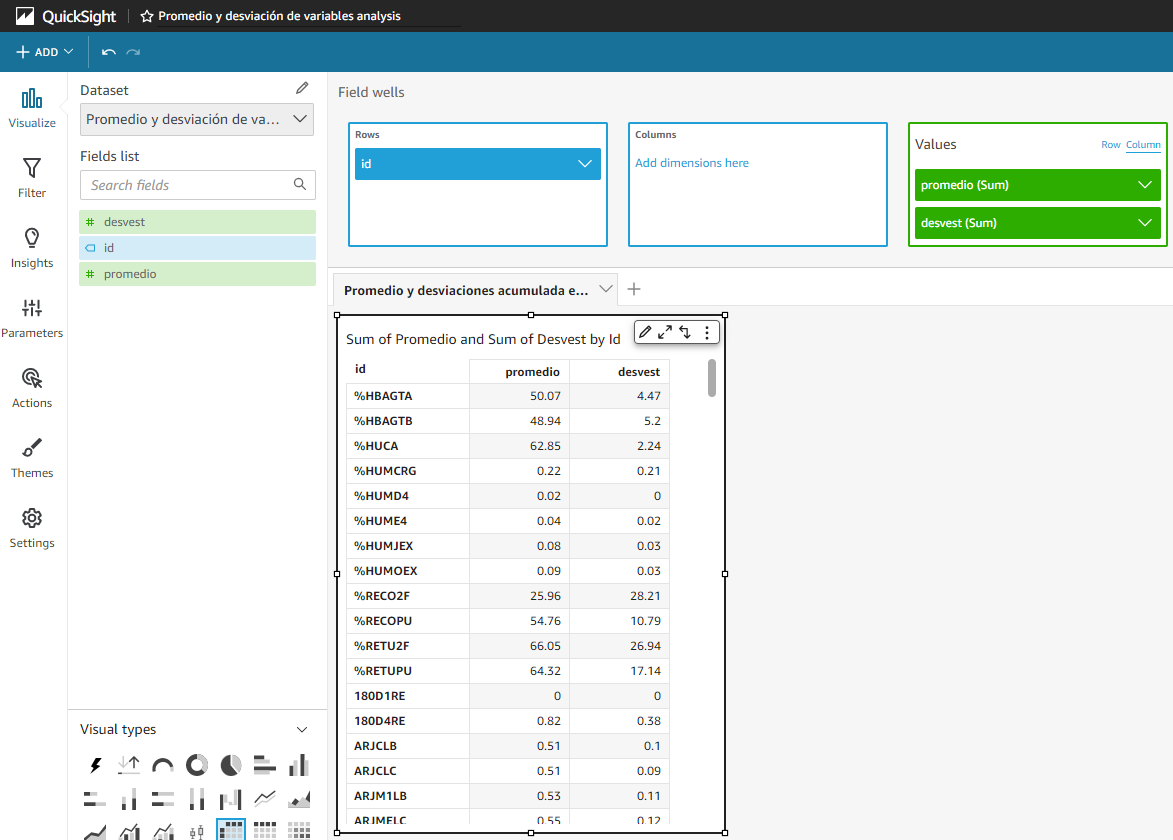 QuickSight
Promedio y desviación de variables analysis
ADD
Visualize
Filter
Insights
Parameters
Actions
Themes
Settings
Dataset
Promedio y desviación de va...
Fields list
Search fields
# desvest
id
# promedio
Visual types
Field wells
Rows
id
Columns
Add dimensions here
Values
Row Column
promedio (Sum)
desvest (Sum)
Promedio y desviaciones acumulada e...
Sum of Promedio and Sum of Desvest by Id
id promedio desvest
%HBAGTA 50.07 4.47
%HBAGTB 48.94 5.2
%HUCA 62.85 2.24
%HUMCRG 0.22 0.21
%HUMD4 0.02 0
%HUME4 0.04 0.02
%HUMJEX 0.08 0.03
%HUMOEX 0.09 0.03
%RECO2F 25.96 28.21
%RECOPU 54.76 10.79
%RETU2F 66.05 26.94
%RETUPU 64.32 17.14
180D1RE 0 0
180D4RE 0.82 0.38
ARJCLB 0.51 0.1
ARJCLC 0.51 0.09
ARJM1LB 0.53 0.11
ARJMELC 0.55 0.12